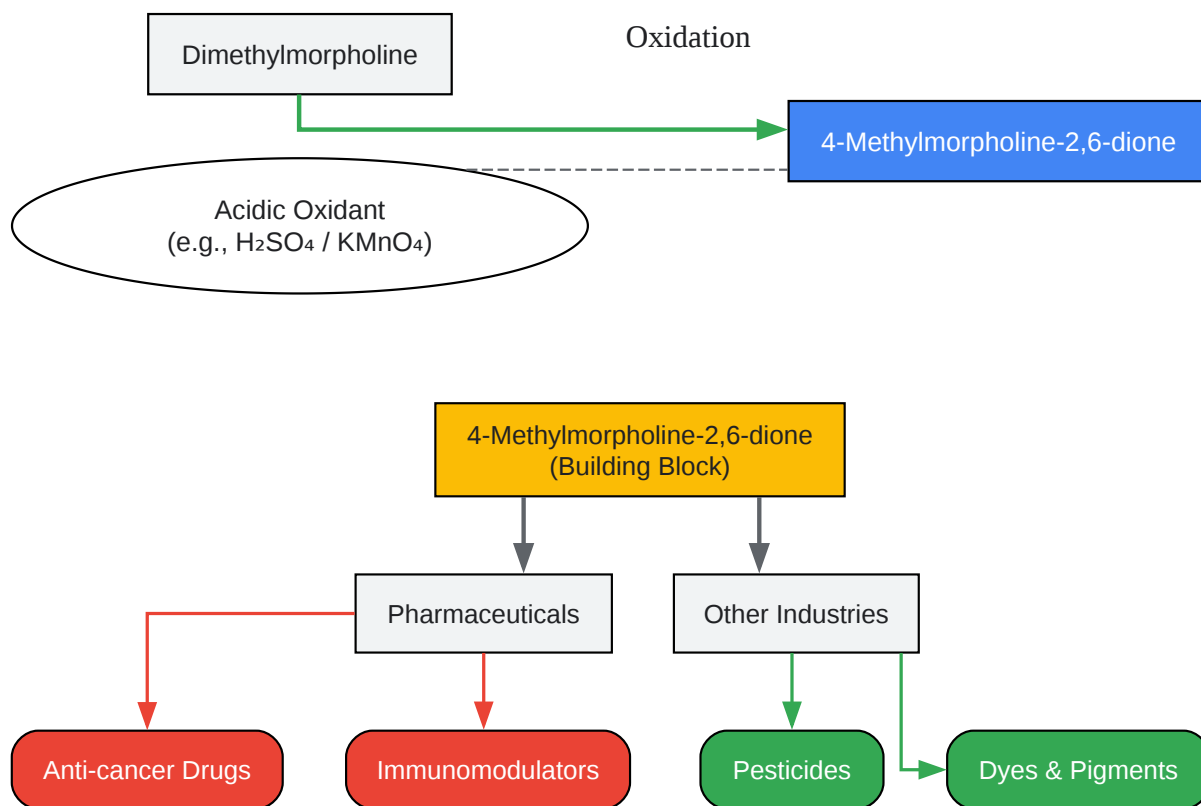 Oxidation
Dimethylmorpholine
4-Methylmorpholine-2,6-dione
Acidic Oxidant
(e.g., H₂SO₄ / KMnO₄)
4-Methylmorpholine-2,6-dione
(Building Block)
Pharmaceuticals
Other Industries
Anti-cancer Drugs
Immunomodulators
Pesticides
Dyes & Pigments